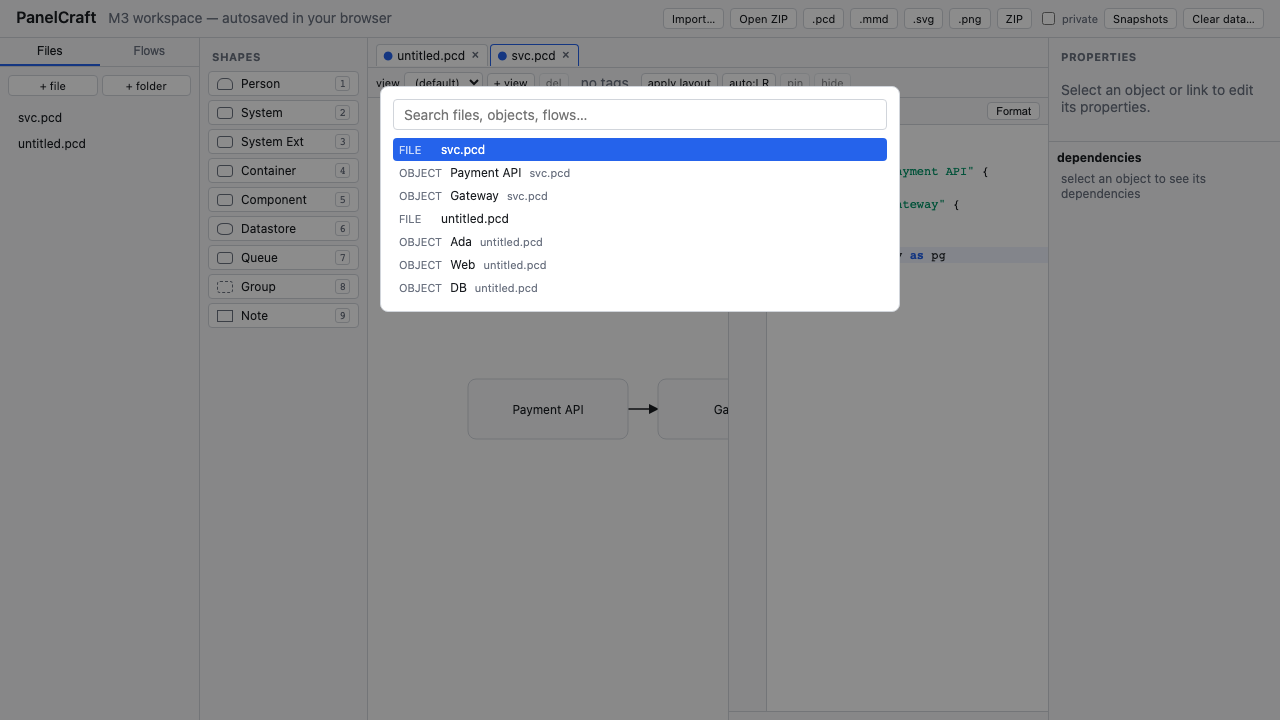 PanelCraft M3 workspace — autosaved in your browser Import... Open ZIP .pcd .mmd .svg .png ZIP private Snapshots Clear data...
Files Flows
+ file + folder
svc.pcd
untitled.pcd
SHAPES
Person 1
System 2
System Ext 3
Container 4
Component 5
Datastore 6
Queue 7
Group 8
Note 9
untitled.pcd × svc.pcd ×
view (default) + view del no tags apply layout auto:LR pin hide
Format
Search files, objects, flows...
FILE svc.pcd
OBJECT Payment API svc.pcd
OBJECT Gateway svc.pcd
FILE untitled.pcd
OBJECT Ada untitled.pcd
OBJECT Web untitled.pcd
OBJECT DB untitled.pcd
API" {
{
as pg
Payment API
Ga
PROPERTIES
Select an object or link to edit
its properties.
dependencies
select an object to see its
dependencies